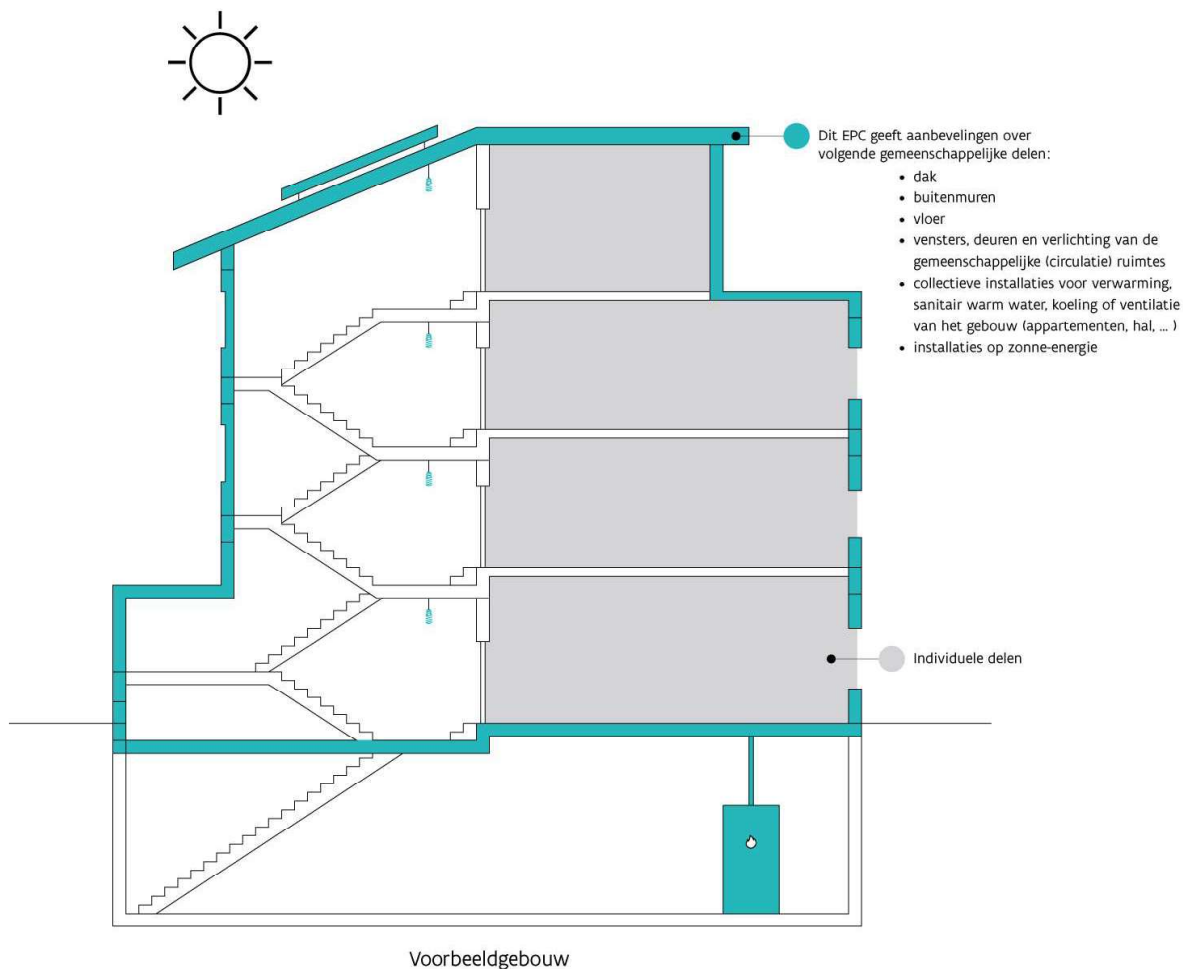 Dit EPC geeft aanbevelingen over
volgende gemeenschappelijke delen:
• dak
• buitenmuren
• vloer
• vensters, deuren en verlichting van de
gemeenschappelijke (circulatie) ruimtes
• collectieve installaties voor verwarming,
sanitair warm water, koeling of ventilatie
van het gebouw (appartementen, hal, ... )
• installaties op zonne-energie
Individuele delen
Voorbeeldgebouw